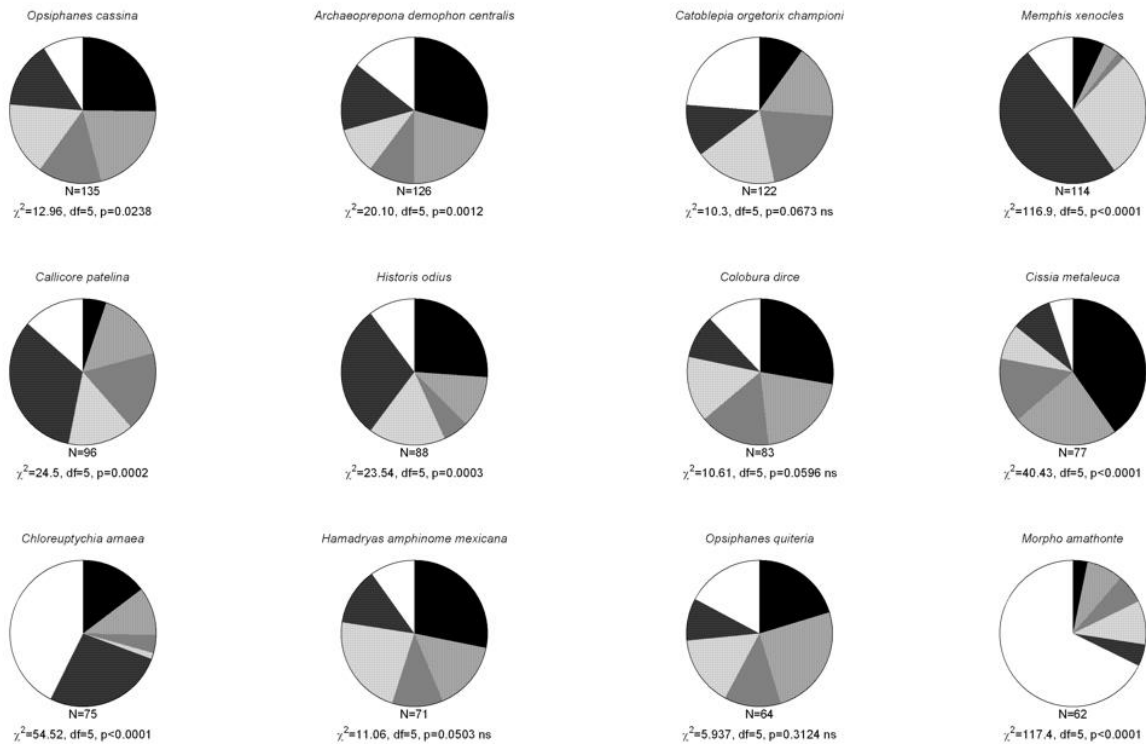 Opsiphanes cassina
Archaeoprepona demophon centralis
Catoblepia orgetorix championi
Memphis xenocles
N=135
N=126
N=122
N=114
χ²=12.96, df=5, p=0.0238
χ²=20.10, df=5, p=0.0012
χ²=10.3, df=5, p=0.0673 ns
χ²=116.9, df=5, p<0.0001
Callicore patelina
Historis odius
Colobura dirce
Cissia metaleuca
N=96
N=88
N=83
N=77
χ²=24.5, df=5, p=0.0002
χ²=23.54, df=5, p=0.0003
χ²=10.61, df=5, p=0.0596 ns
χ²=40.43, df=5, p<0.0001
Chloreuptychia arnaea
Hamadryas amphinome mexicana
Opsiphanes quiteria
Morpho amathonte
N=75
N=71
N=64
N=62
χ²=54.52, df=5, p<0.0001
χ²=11.06, df=5, p=0.0503 ns
χ²=5.937, df=5, p=0.3124 ns
χ²=117.4, df=5, p<0.0001